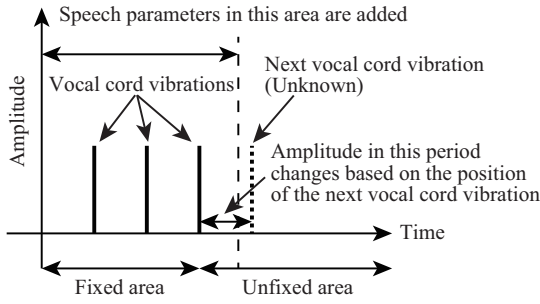 Speech parameters in this area are added
Amplitude
Vocal cord vibrations
Next vocal cord vibration
(Unknown)
Amplitude in this period
changes based on the position
of the next vocal cord vibration
Time
Fixed area
Unfixed area